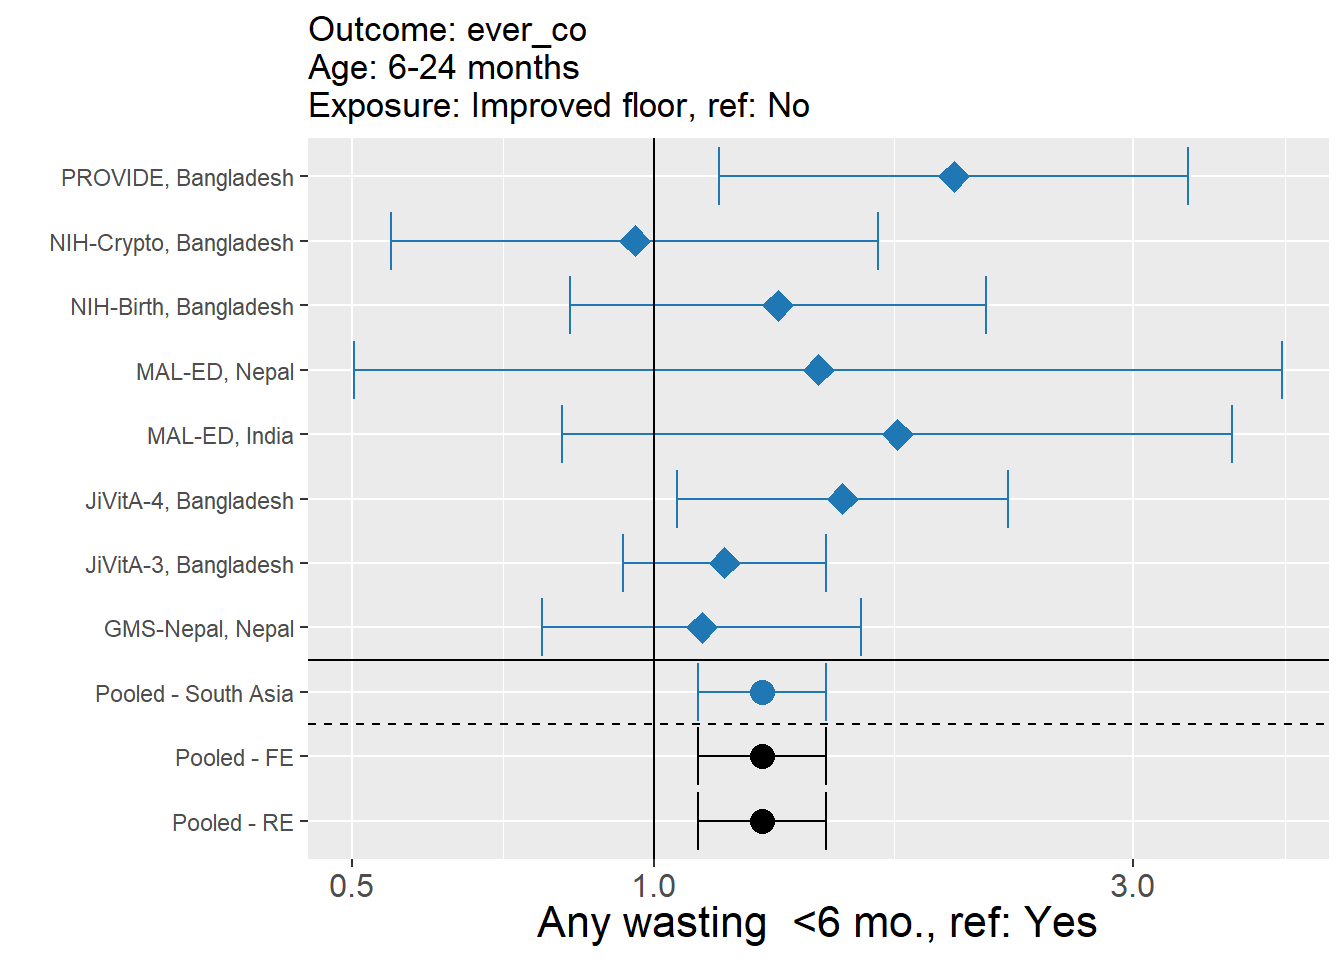 Outcome: ever_co
Age: 6-24 months
Exposure: Improved floor, ref: No
PROVIDE, Bangladesh
NIH-Crypto, Bangladesh
NIH-Birth, Bangladesh
MAL-ED, Nepal
MAL-ED, India
JiVitA-4, Bangladesh
JiVitA-3, Bangladesh
GMS-Nepal, Nepal
Pooled - South Asia
Pooled - FE
Pooled - RE
0.5 1.0 3.0
Any wasting  <6 mo., ref: Yes